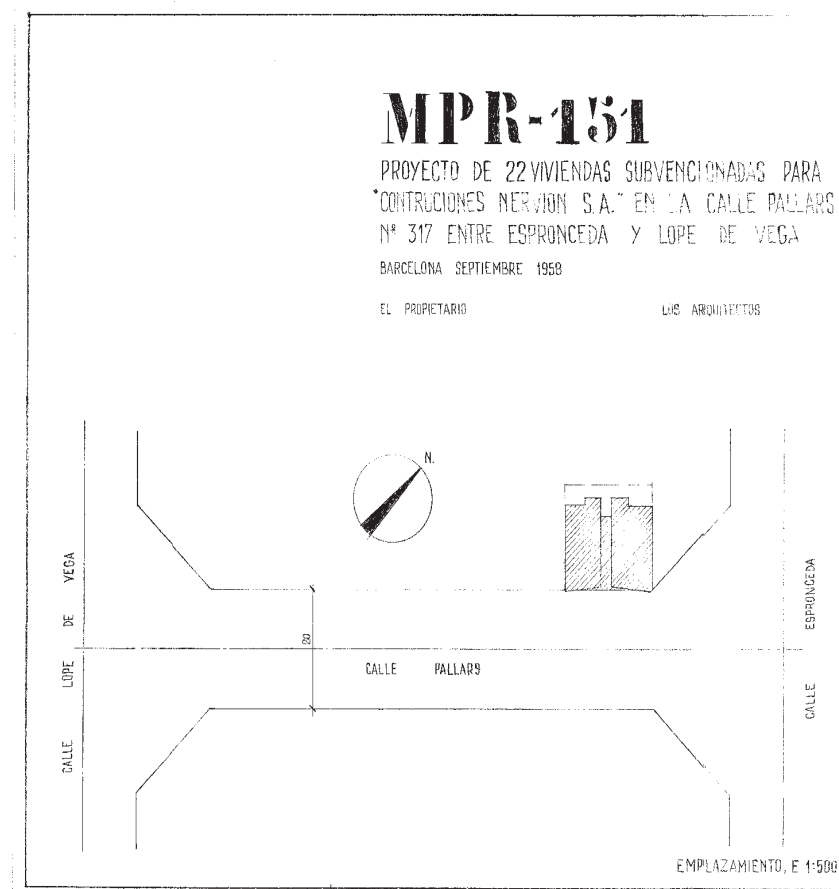 MPR-151
PROYECTO DE 22 VIVIENDAS SUBVENCIONADAS PARA
"CONTRUCIONES NERVION S.A." EN LA CALLE PALLARS
Nº 317 ENTRE ESPRONCEDA Y LOPE DE VEGA
BARCELONA SEPTIEMBRE 1958
EL PROPIETARIO
LOS ARQUITECTOS
N.
CALLE LOPE DE VEGA
20
CALLE PALLARS
CALLE ESPRONCEDA
EMPLAZAMIENTO, E 1:500